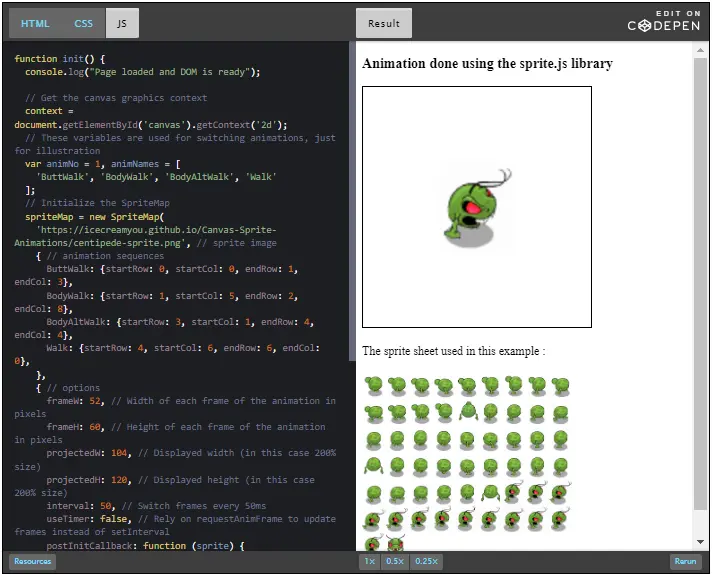 HTML CSS JS
Result
EDIT ON
CODEPEN
function init() {
console.log("Page loaded and DOM is ready");
// Get the canvas graphics context
context =
document.getElementById('canvas').getContext('2d');
// These variables are used for switching animations, just
for illustration
var animNo = 1, animNames = [
'ButtWalk', 'BodyWalk', 'BodyAltWalk', 'Walk'
];
// Initialize the SpriteMap
spriteMap = new SpriteMap(
'https://icecreamyou.github.io/Canvas-Sprite-
Animations/centipede-sprite.png', // sprite image
{ // animation sequences
ButtWalk: {startRow: 0, startCol: 0, endRow: 1,
endCol: 3},
BodyWalk: {startRow: 1, startCol: 5, endRow: 2,
endCol: 8},
BodyAltWalk: {startRow: 3, startCol: 1, endRow: 4,
endCol: 4},
Walk: {startRow: 4, startCol: 6, endRow: 6, endCol:
0},
},
{ // options
frameW: 52, // Width of each frame of the animation in
pixels
frameH: 60, // Height of each frame of the animation
in pixels
projectedW: 104, // Displayed width (in this case 200%
size)
projectedH: 120, // Displayed height (in this case
200% size)
interval: 50, // Switch frames every 50ms
useTimer: false, // Rely on requestAnimFrame to update
frames instead of setInterval
postInitCallback: function (sprite) {
Animation done using the sprite.js library
The sprite sheet used in this example :
Resources
1× 0.5× 0.25×
Rerun